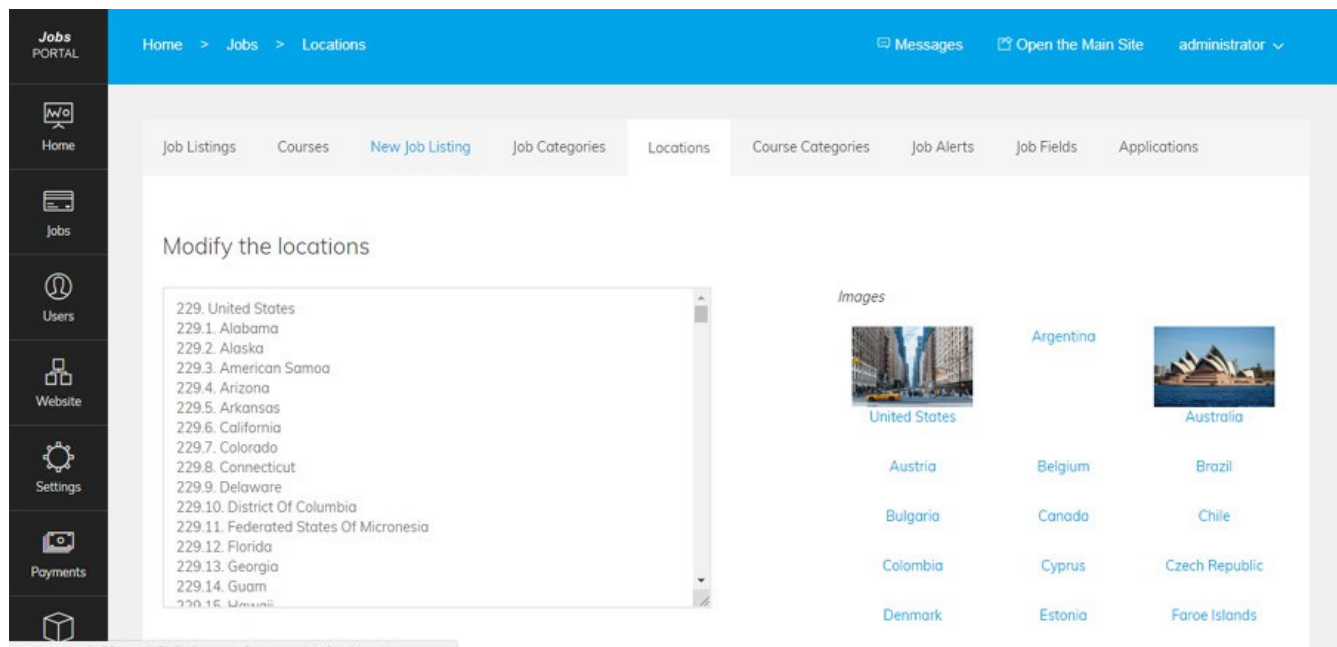 Jobs
PORTAL
Home > Jobs > Locations
Messages
Open the Main Site
administrator
Home
Jobs
Users
Website
Settings
Payments
Job Listings
Courses
New Job Listing
Job Categories
Locations
Course Categories
Job Alerts
Job Fields
Applications
Modify the locations
229. United States
229.1. Alabama
229.2. Alaska
229.3. American Samoa
229.4. Arizona
229.5. Arkansas
229.6. California
229.7. Colorado
229.8. Connecticut
229.9. Delaware
229.10. District Of Columbia
229.11. Federated States Of Micronesia
229.12. Florida
229.13. Georgia
229.14. Guam
229.15. Hawaii
Images
United States
Argentina
Australia
Austria
Belgium
Brazil
Bulgaria
Canada
Chile
Colombia
Cyprus
Czech Republic
Denmark
Estonia
Faroe Islands